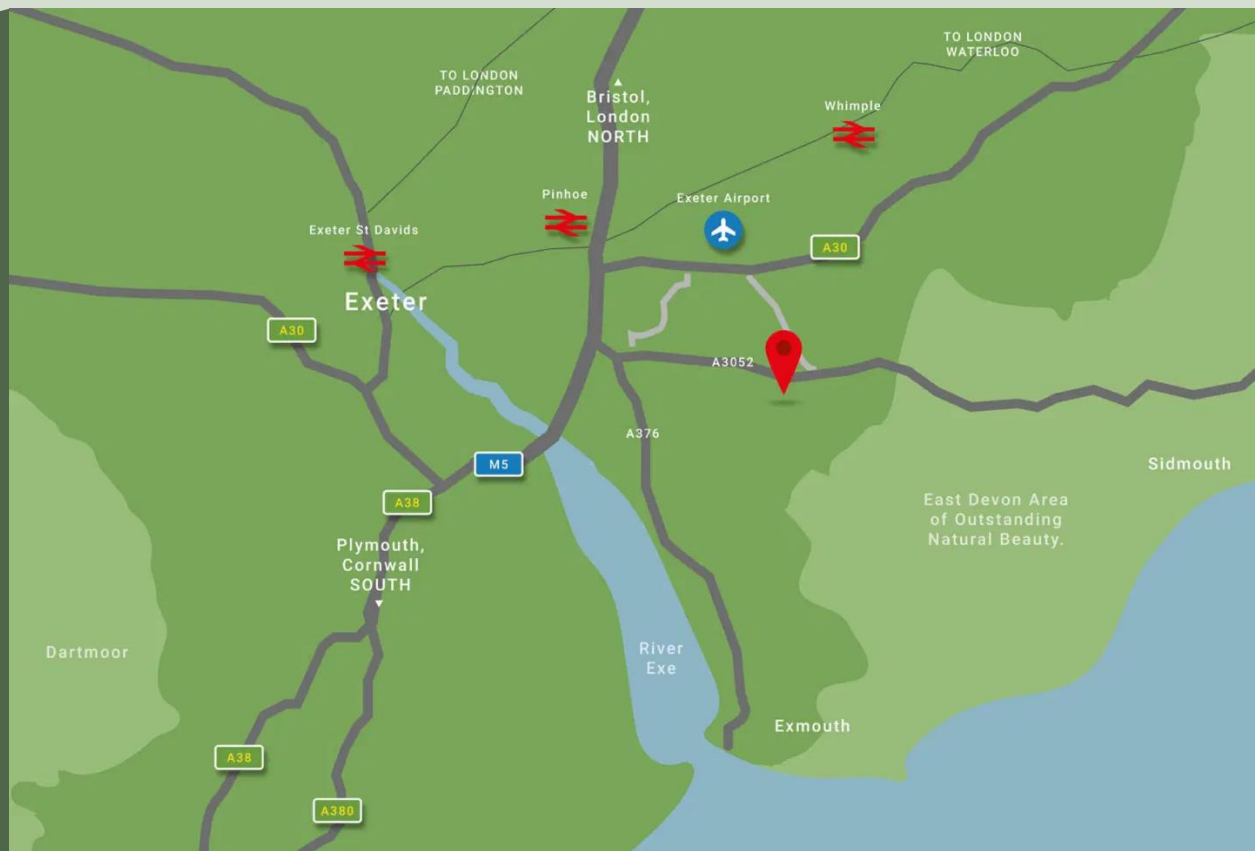 TO LONDON
WATERLOO
TO LONDON
PADDINGTON
Bristol,
London
NORTH
Whimple
Pinhoe
Exeter Airport
Exeter St Davids
A30
Exeter
A30
A3052
A376
M5
Sidmouth
A38
East Devon Area
of Outstanding
Natural Beauty.
Plymouth,
Cornwall
SOUTH
Dartmoor
River
Exe
Exmouth
A38
A380